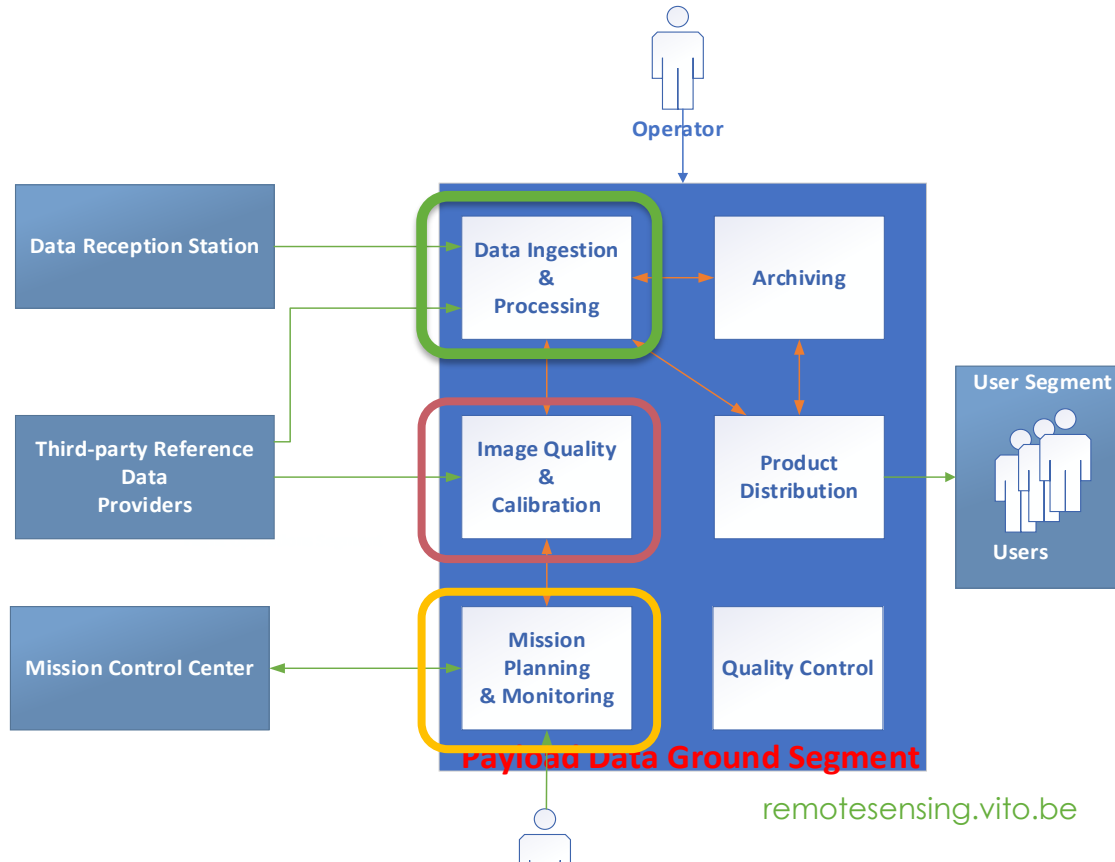 Operator
Data Reception Station
Data Ingestion
&
Processing
Archiving
User Segment
Third-party Reference
Data
Providers
Image Quality
&
Calibration
Product
Distribution
Users
Mission Control Center
Mission
Planning
& Monitoring
Quality Control
Payload Data Ground Segment
remotesensing.vito.be